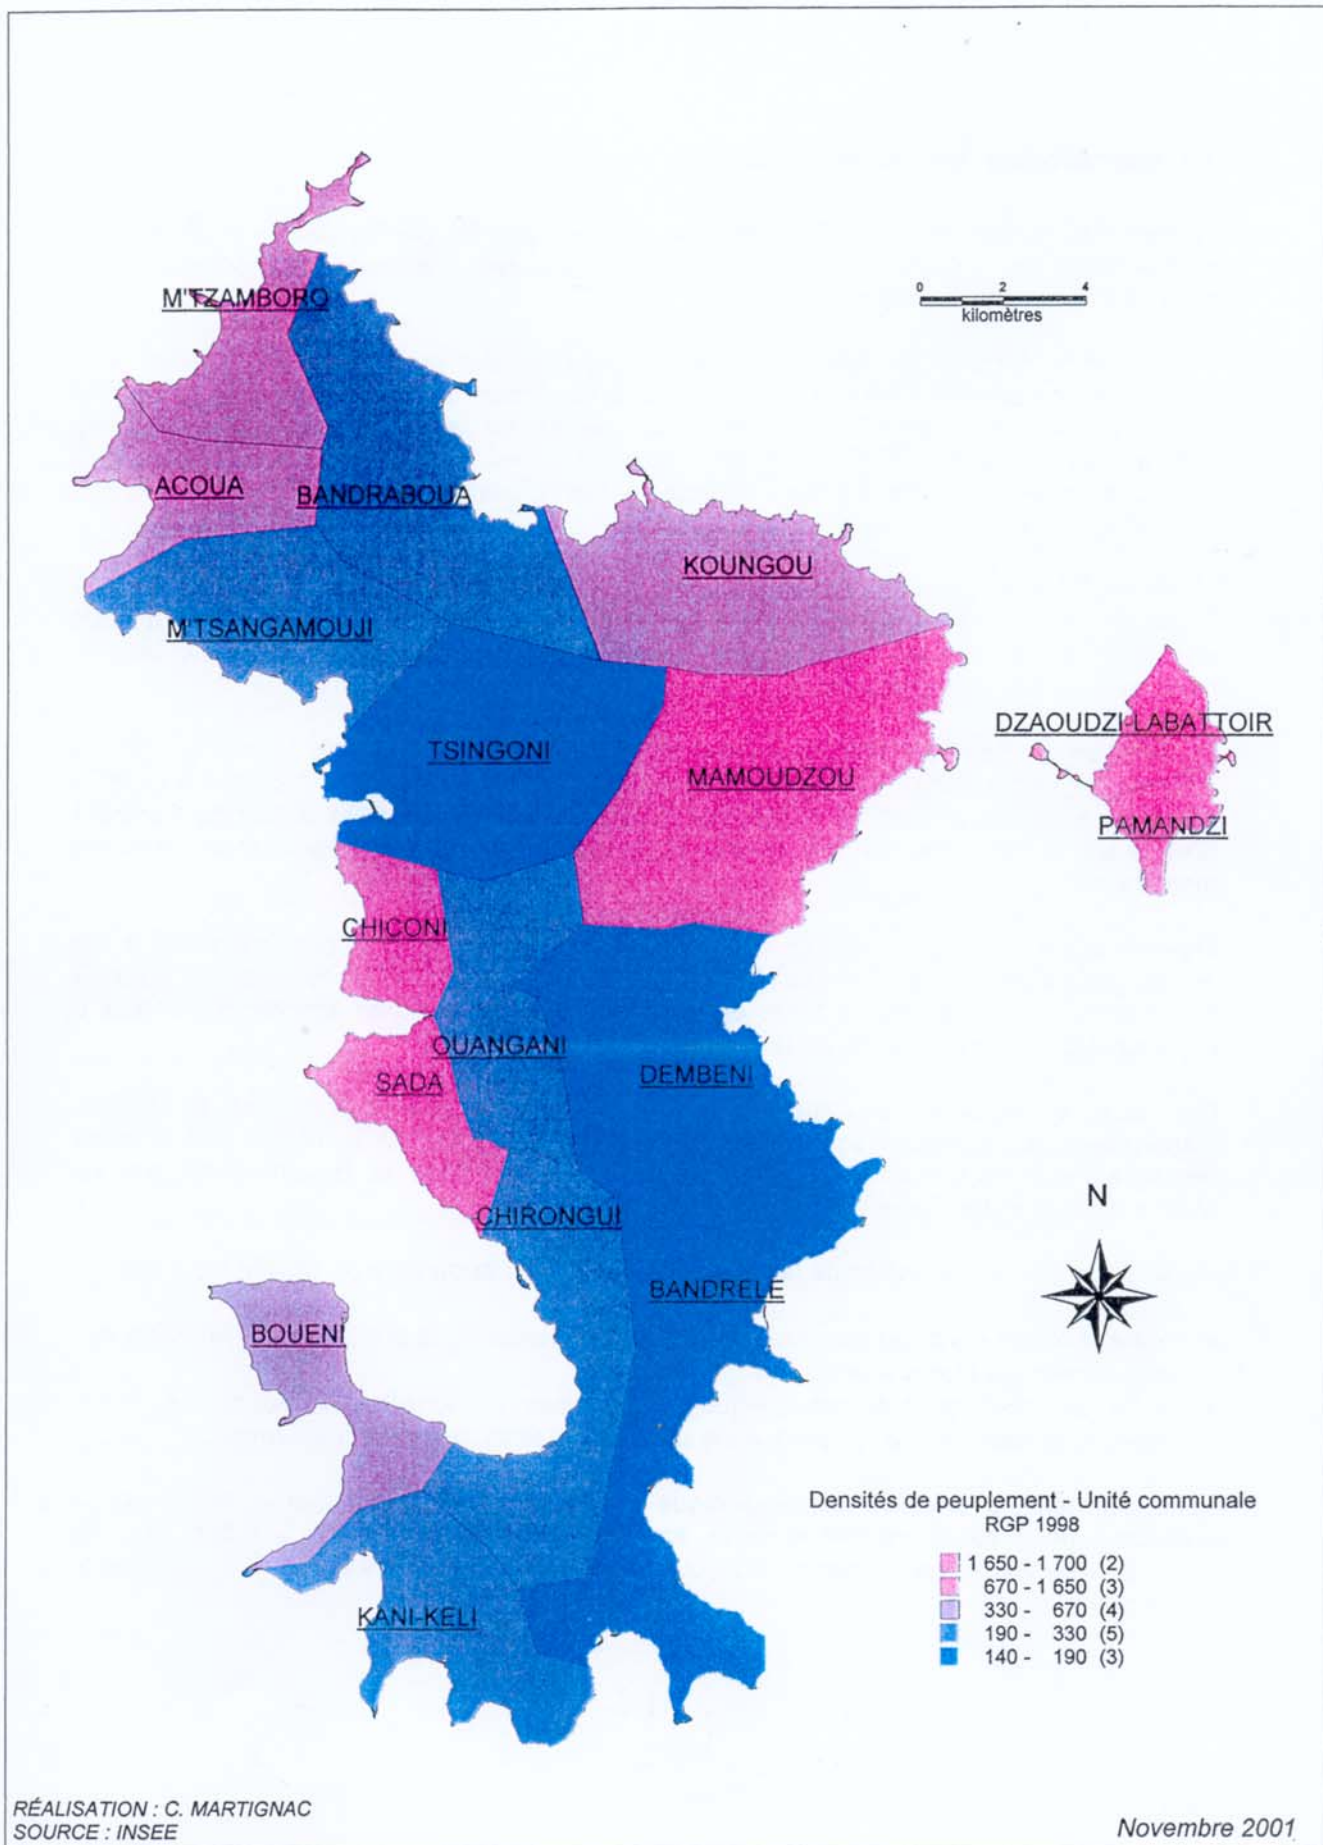 M'TZAMBORO
0 2 4
kilomètres
ACOUA
BANDRABOUA
KOUNGOU
M'TSANGAMOUJI
DZAOUDZI-LABATTOIR
TSINGONI
MAMOUDZOU
PAMANDZI
CHICONI
OUANGANI
SADA
DEMBENI
N
CHIRONGUI
BANDRELE
BOUENI
Densités de peuplement - Unité communale
RGP 1998
1 650 - 1 700 (2)
670 - 1 650 (3)
330 - 670 (4)
190 - 330 (5)
140 - 190 (3)
KANI-KELI
RÉALISATION : C. MARTIGNAC
SOURCE : INSEE
Novembre 2001